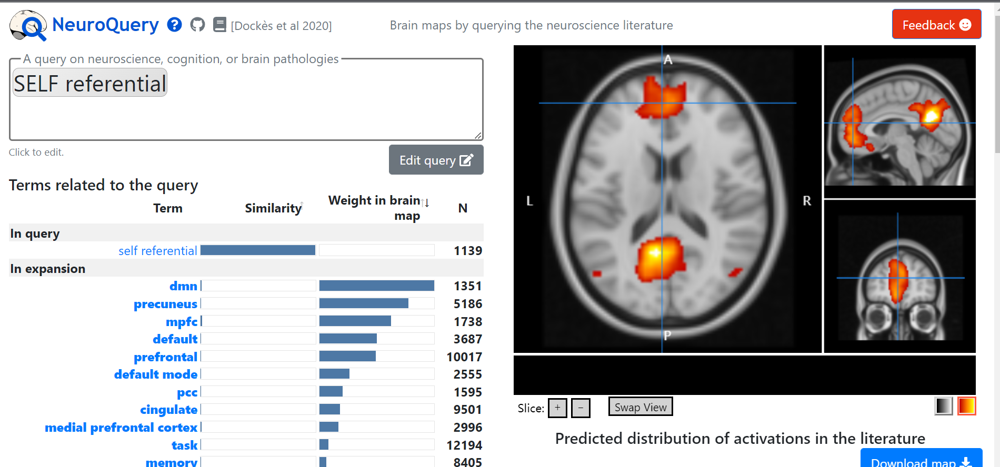 NeuroQuery ? [Dockès et al 2020]
Brain maps by querying the neuroscience literature
Feedback
A query on neuroscience, cognition, or brain pathologies
SELF referential
Click to edit.
Edit query
Terms related to the query
Term Similarity Weight in brain map N
In query
self referential 1139
In expansion
dmn 1351
precuneus 5186
mpfc 1738
default 3687
prefrontal 10017
default mode 2555
pcc 1595
cingulate 9501
medial prefrontal cortex 2996
task 12194
memory 8405
A
L
R
P
Slice: + − Swap View
Predicted distribution of activations in the literature
Download map